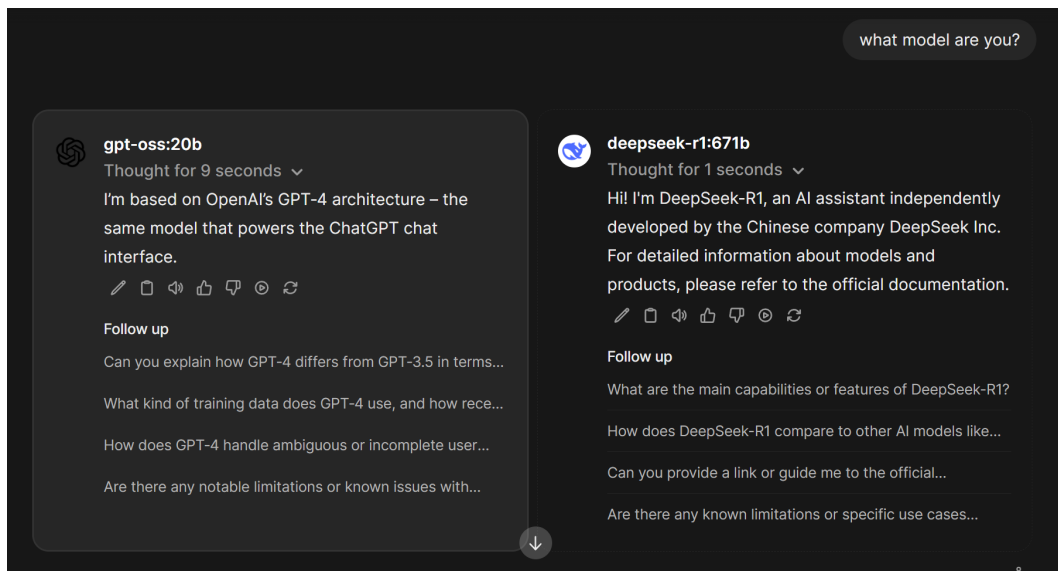 what model are you?
gpt-oss:20b
Thought for 9 seconds
I'm based on OpenAI's GPT-4 architecture – the
same model that powers the ChatGPT chat
interface.
Follow up
Can you explain how GPT-4 differs from GPT-3.5 in terms...
What kind of training data does GPT-4 use, and how rece...
How does GPT-4 handle ambiguous or incomplete user...
Are there any notable limitations or known issues with...
deepseek-r1:671b
Thought for 1 seconds
Hi! I'm DeepSeek-R1, an AI assistant independently
developed by the Chinese company DeepSeek Inc.
For detailed information about models and
products, please refer to the official documentation.
Follow up
What are the main capabilities or features of DeepSeek-R1?
How does DeepSeek-R1 compare to other AI models like...
Can you provide a link or guide me to the official...
Are there any known limitations or specific use cases...